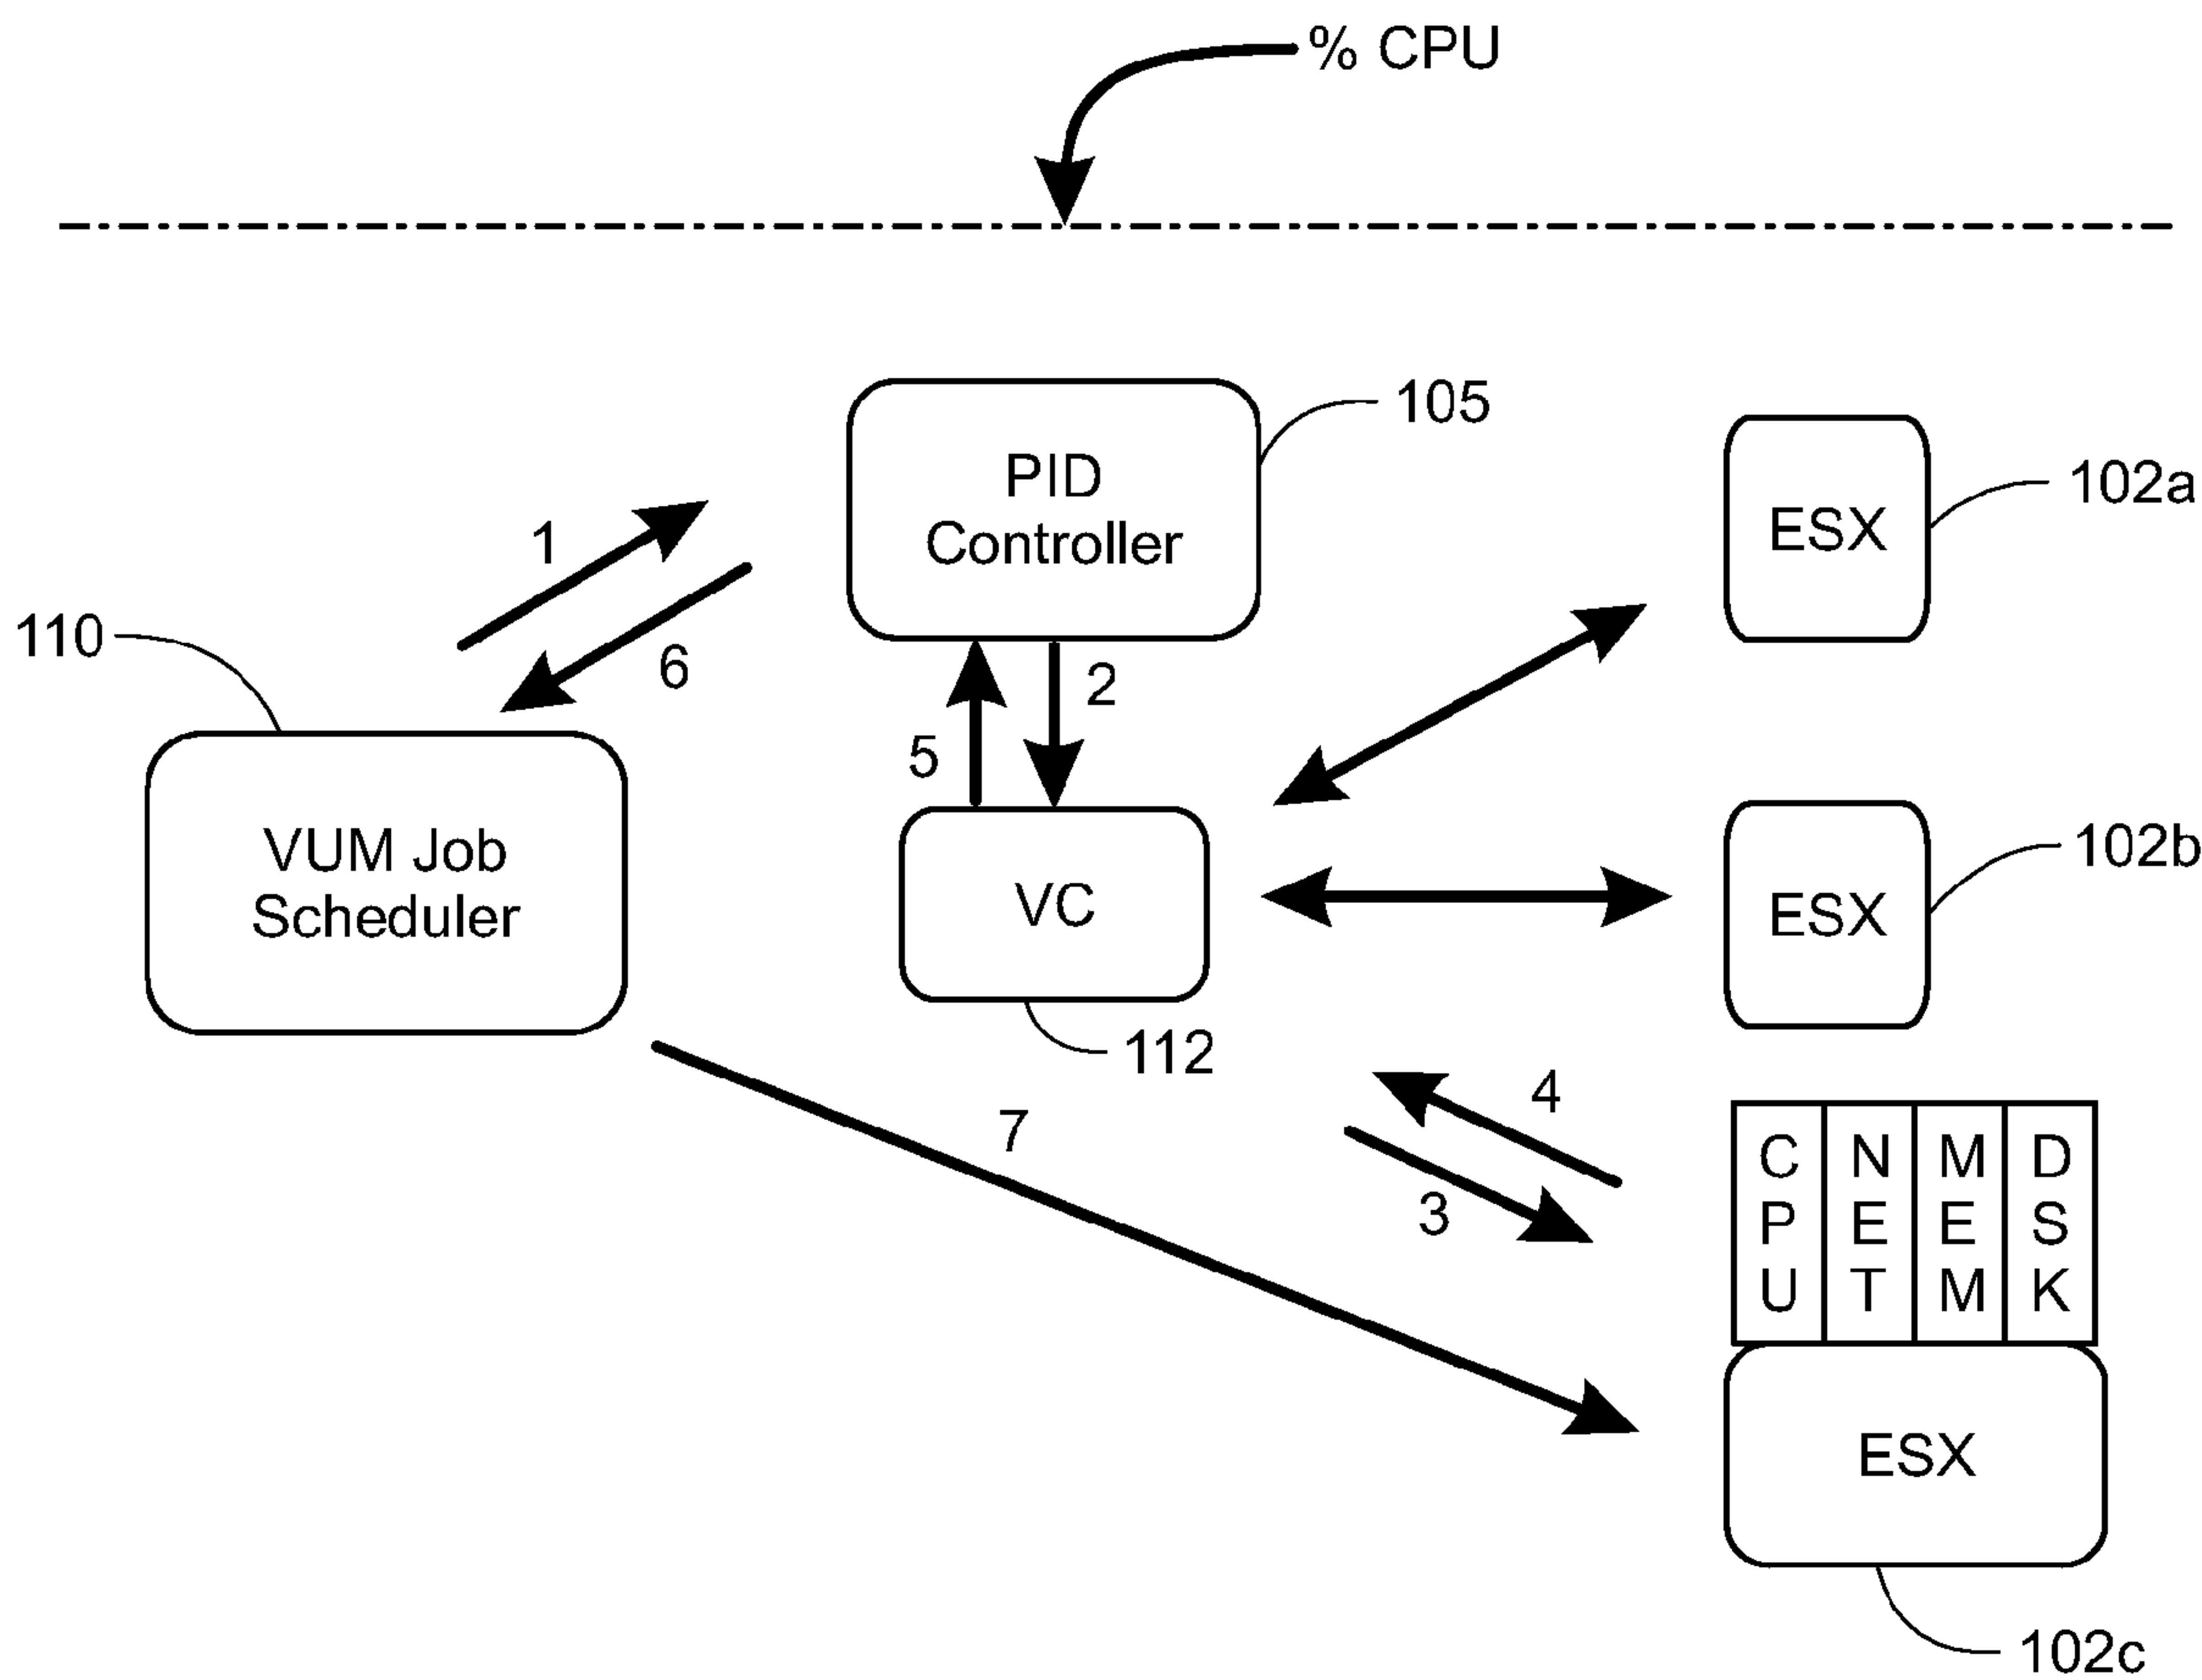 % CPU
PID
Controller
105
ESX
102a
1
6
110
2
5
VUM Job
Scheduler
VC
112
ESX
102b
4
3
7
C
P
U
N
E
T
M
E
M
D
S
K
ESX
102c